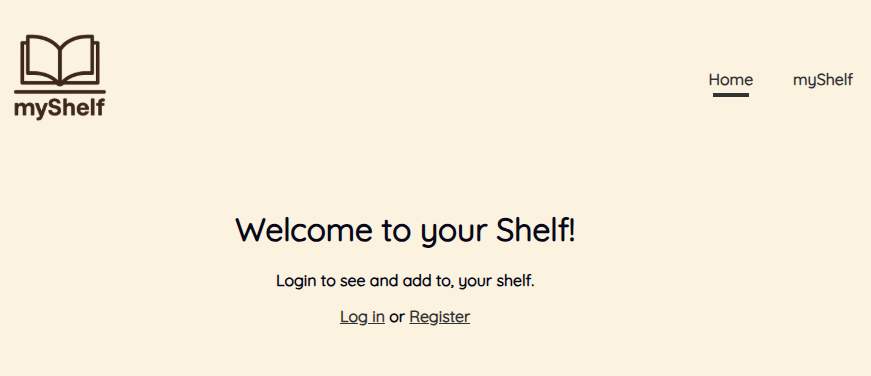 myShelf
Home myShelf
Welcome to your Shelf!
Login to see and add to, your shelf.
Log in or Register